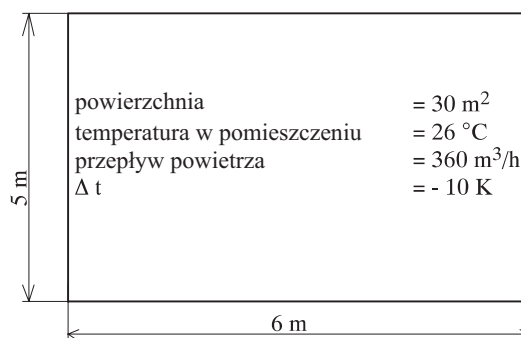 powierzchnia = 30 m²
temperatura w pomieszczeniu = 26 °C
przepływ powietrza = 360 m³/h
Δ t = - 10 K
5 m
6 m